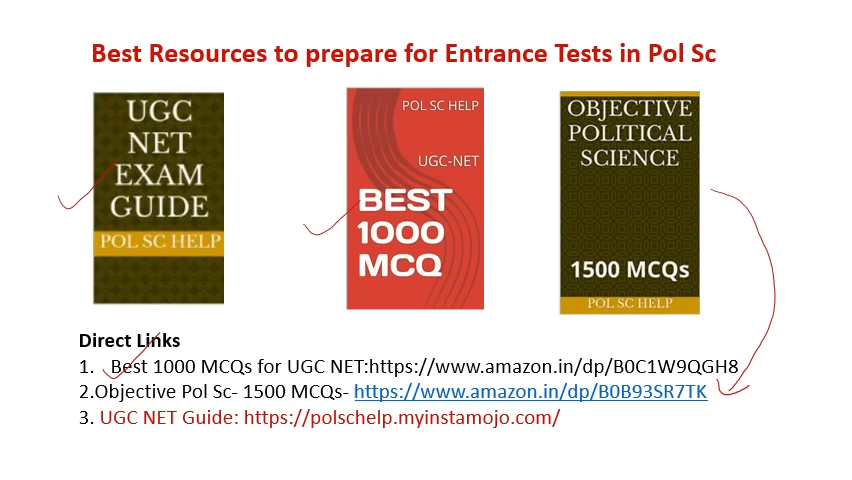 Best Resources to prepare for Entrance Tests in Pol Sc
UGC
NET
EXAM
GUIDE
POL SC HELP
POL SC HELP
UGC-NET
BEST
1000
MCQ
OBJECTIVE
POLITICAL
SCIENCE
1500 MCQs
POL SC HELP
Direct Links
1. Best 1000 MCQs for UGC NET:https://www.amazon.in/dp/B0C1W9QGH8
2.Objective Pol Sc- 1500 MCQs- https://www.amazon.in/dp/B0B93SR7TK
3. UGC NET Guide: https://polschelp.myinstamojo.com/